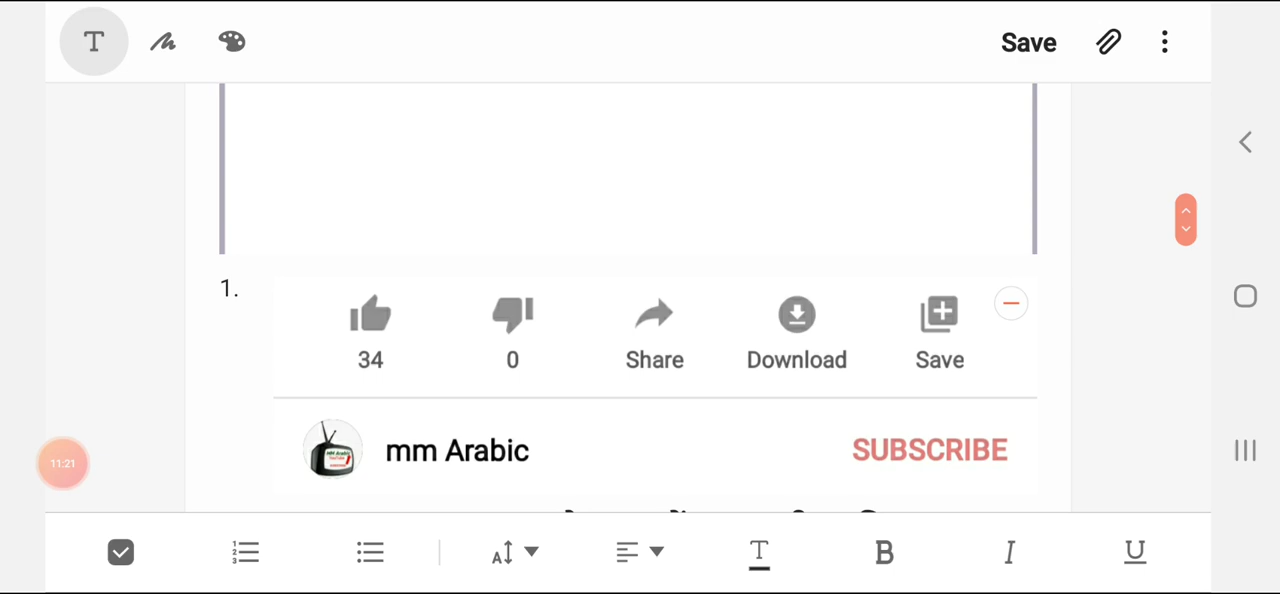 T
Save
1.
34 0 Share Download Save
mm Arabic SUBSCRIBE
11:21
A T B I U